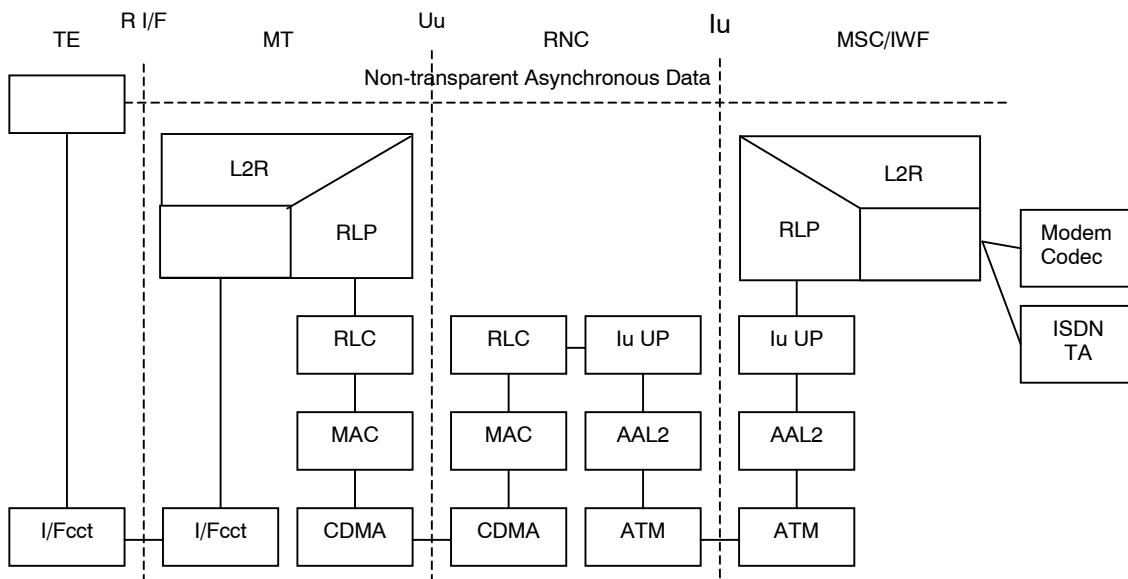 R I/F
Uu
Iu
TE
MT
RNC
MSC/IWF
Non-transparent Asynchronous Data
L2R
L2R
RLP
RLP
Modem
Codec
RLC
RLC
Iu UP
Iu UP
ISDN
TA
MAC
MAC
AAL2
AAL2
I/Fcct
I/Fcct
CDMA
CDMA
ATM
ATM